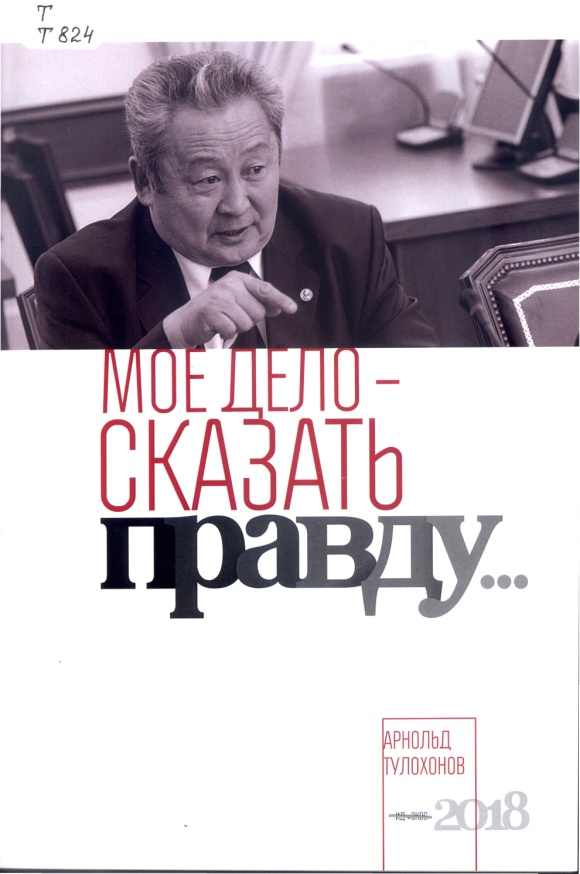 Т
Т 824
МОЕ ДЕЛО –
СКАЗАТЬ
правду...
АРНОЛЬД
ТУЛОХОНОВ
2018